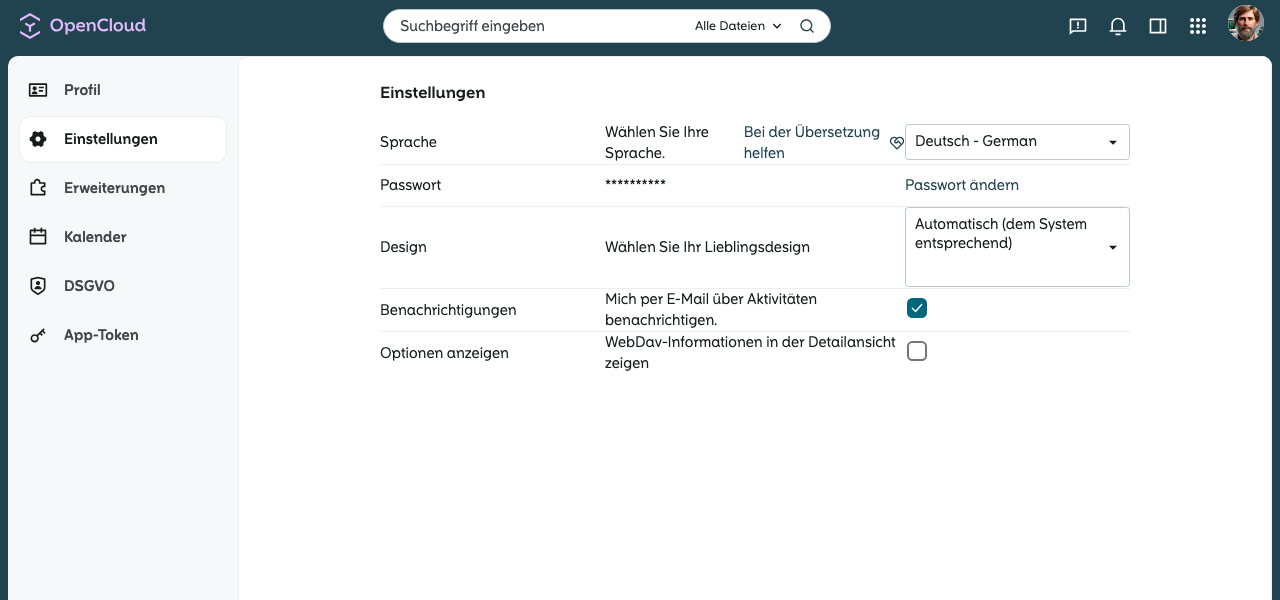 OpenCloud
Suchbegriff eingeben
Alle Dateien
Profil
Einstellungen
Erweiterungen
Kalender
DSGVO
App-Token
Einstellungen
Sprache
Wählen Sie Ihre
Sprache.
Bei der Übersetzung
helfen
Deutsch - German
Passwort
**********
Passwort ändern
Design
Wählen Sie Ihr Lieblingsdesign
Automatisch (dem System
entsprechend)
Benachrichtigungen
Mich per E-Mail über Aktivitäten
benachrichtigen.
Optionen anzeigen
WebDav-Informationen in der Detailansicht
zeigen